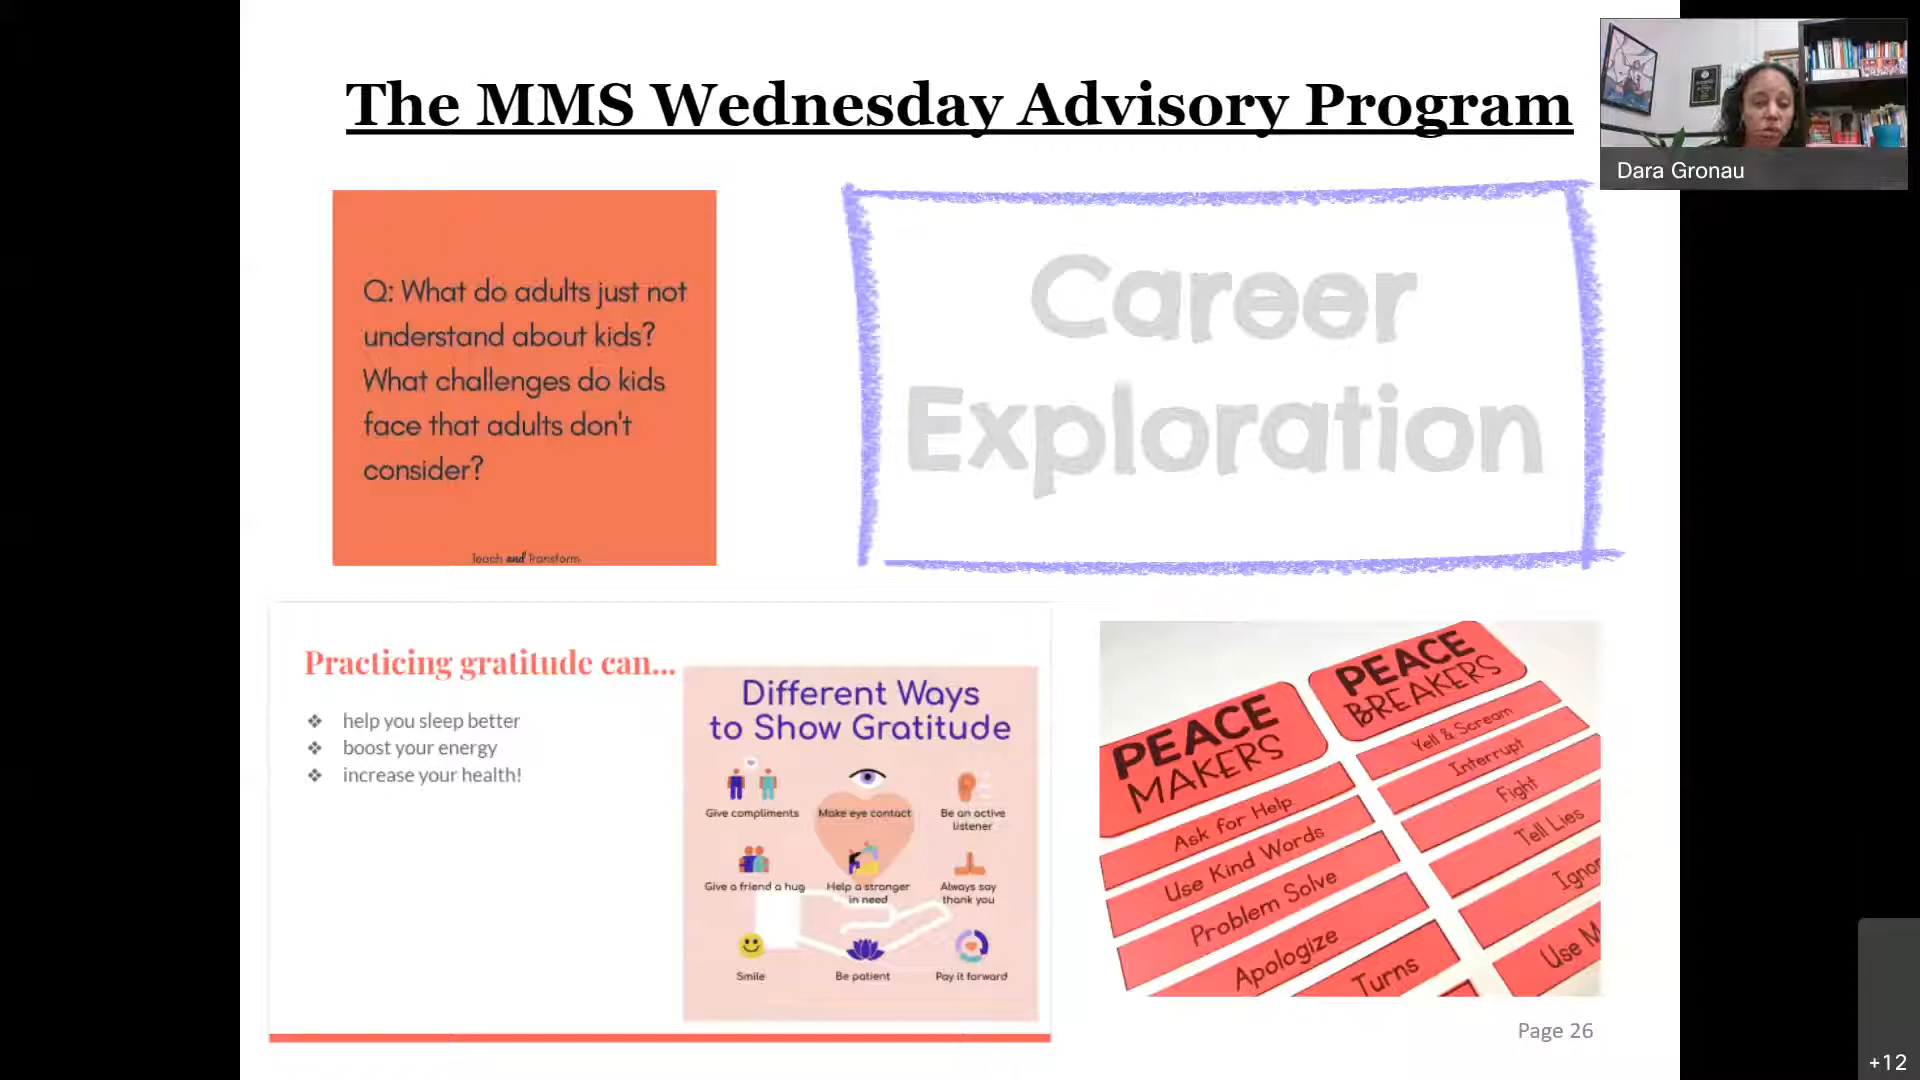 The MMS Wednesday Advisory Program
Dara Gronau
Q: What do adults just not
understand about kids?
What challenges do kids
face that adults don't
consider?
Teach and Transform
Career
Exploration
Practicing gratitude can...
❖ help you sleep better
❖ boost your energy
❖ increase your health!
Different Ways
to Show Gratitude
Give compliments
Make eye contact
Be an active
listener
Give a friend a hug
Help a stranger
in need
Always say
thank you
Smile
Be patient
Pay it forward
PEACE
MAKERS
Ask for Help
Use Kind Words
Problem Solve
Apologize
Turns
PEACE
BREAKERS
Yell & Scream
Interrupt
Fight
Tell Lies
Ignor
Use M
Page 26
+12